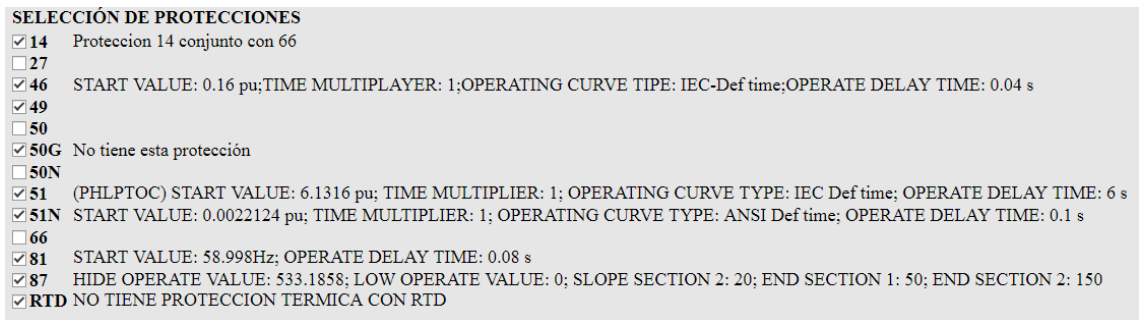 SELECCIÓN DE PROTECCIONES
14 Proteccion 14 conjunto con 66
27
46 START VALUE: 0.16 pu;TIME MULTIPLAYER: 1;OPERATING CURVE TIPE: IEC-Def time;OPERATE DELAY TIME: 0.04 s
49
50
50G No tiene esta protección
50N
51 (PHLPTOC) START VALUE: 6.1316 pu; TIME MULTIPLIER: 1; OPERATING CURVE TYPE: IEC Def time; OPERATE DELAY TIME: 6 s
51N START VALUE: 0.0022124 pu; TIME MULTIPLIER: 1; OPERATING CURVE TYPE: ANSI Def time; OPERATE DELAY TIME: 0.1 s
66
81 START VALUE: 58.998Hz; OPERATE DELAY TIME: 0.08 s
87 HIDE OPERATE VALUE: 533.1858; LOW OPERATE VALUE: 0; SLOPE SECTION 2: 20; END SECTION 1: 50; END SECTION 2: 150
RTD NO TIENE PROTECCION TERMICA CON RTD